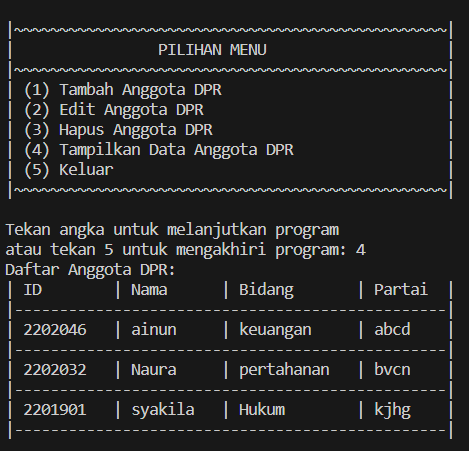 |~~~~~~~~~~~~~~~~~~~~~~~~~~~~~~~~~~~~~~~~~~~~~~~~|
| PILIHAN MENU |
|~~~~~~~~~~~~~~~~~~~~~~~~~~~~~~~~~~~~~~~~~~~~~~~~|
| (1) Tambah Anggota DPR |
| (2) Edit Anggota DPR |
| (3) Hapus Anggota DPR |
| (4) Tampilkan Data Anggota DPR |
| (5) Keluar |
|~~~~~~~~~~~~~~~~~~~~~~~~~~~~~~~~~~~~~~~~~~~~~~~~|
Tekan angka untuk melanjutkan program
atau tekan 5 untuk mengakhiri program: 4
Daftar Anggota DPR:
| ID | Nama | Bidang | Partai |
|------------------------------------------------|
| 2202046 | ainun | keuangan | abcd |
|------------------------------------------------|
| 2202032 | Naura | pertahanan | bvcn |
|------------------------------------------------|
| 2201901 | syakila | Hukum | kjhg |
|------------------------------------------------|